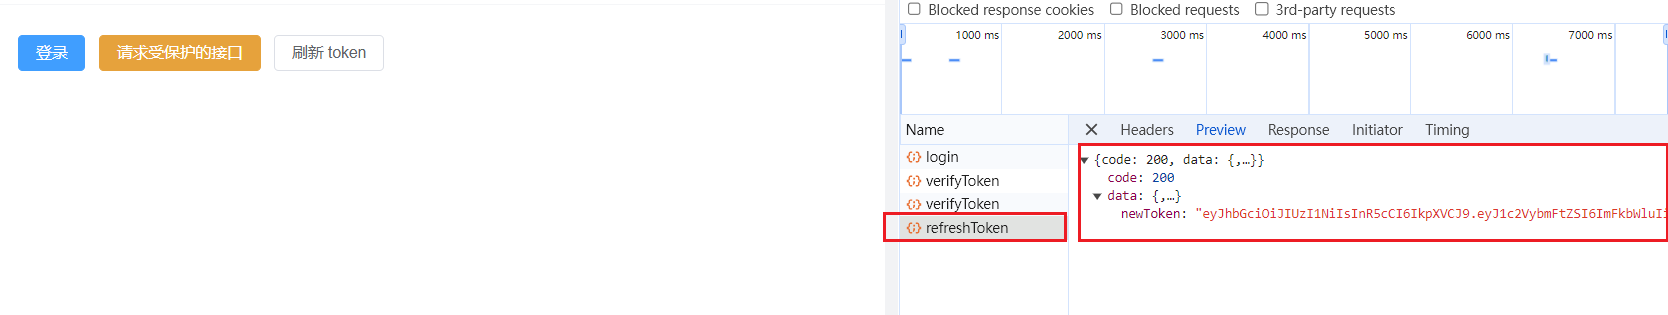 登录 请求受保护的接口 刷新 token
Blocked response cookies Blocked requests 3rd-party requests
1000 ms 2000 ms 3000 ms 4000 ms 5000 ms 6000 ms 7000 ms
Name
login
verifyToken
verifyToken
refreshToken
Headers Preview Response Initiator Timing
{code: 200, data: {,…}}
code: 200
data: {,…}
newToken: "eyJhbGciOiJIUzI1NiIsInR5cCI6IkpXVCJ9.eyJ1c2VybmFtZSI6ImFkbWluIi